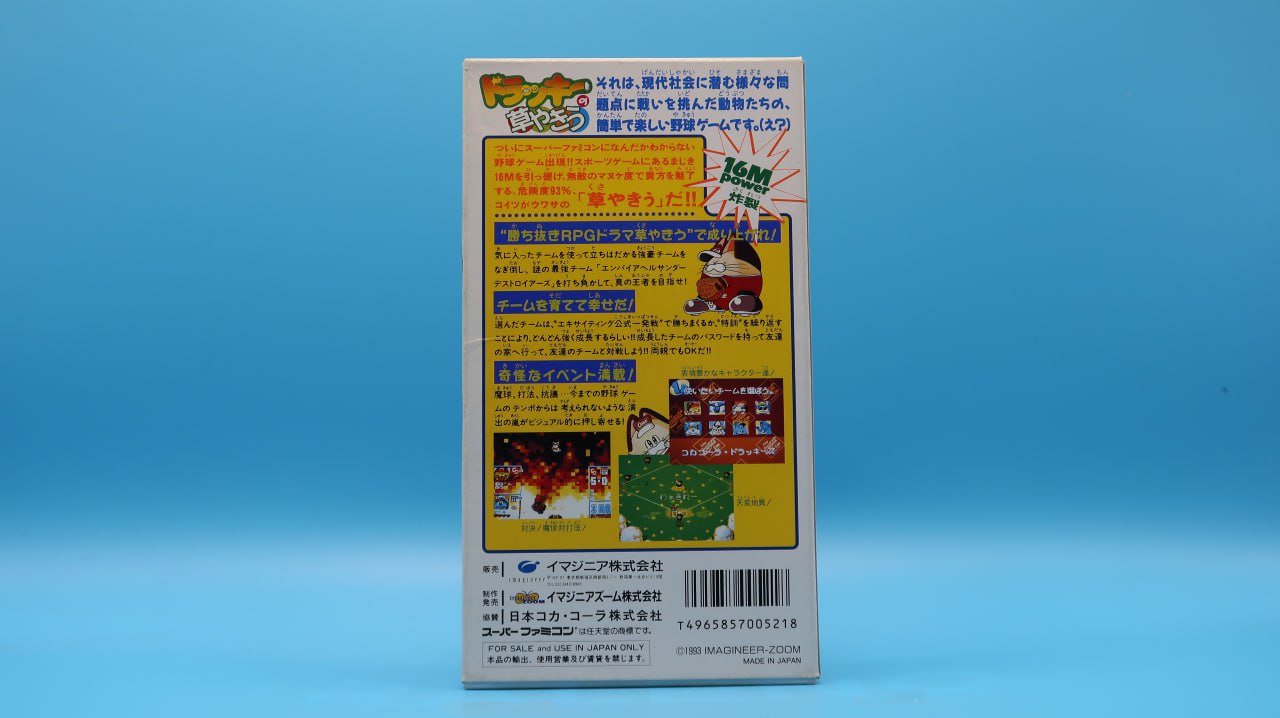 ドラッキーの
草やきう
それは、現代社会に潜む様々な問
題点に戦いを挑んだ動物たちの、
簡単で楽しい野球ゲームです。(え?)
ついにスーパーファミコンになんだかわからない
野球ゲーム出現!!スポーツゲームにあるまじき
16Mを引っ提げ、無敵のマヌケ度で貴方を魅了
する、危険度93%、
コイツがウワサの「草やきう」だ!!
16M
power
炸裂
“勝ち抜きRPGドラマ草やきう”で成り上がれ!
気に入ったチームを使って立ちはだかる強豪チームを
なぎ倒し、謎の最強チーム「エンパイアヘルサンダー
デストロイアーズ」を打ち負かして、真の王者を目指せ!
チームを育てて幸せだ!
選んだチームは、“エキサイティング公式一発戦”で勝ちまくるか、“特訓”を繰り返す
ことにより、どんどん強く成長するらしい!!成長したチームのパスワードを持って友達
の家へ行って、友達のチームと対戦しよう!!両親でもOKだ!!
奇怪なイベント満載!
魔球、打法、抗議…今までの野球ゲー
ムのテンポからは考えられないような演
出の嵐がビジュアル的に押し寄せる!
表情豊かなキャラクター達!
使いたいチームを選ぼう。
コロコーラ・ドラッキーズ
対決!魔球対打法!
天変地異!
販売
imagineer
イマジニア株式会社
制作
発売
ZOOM
イマジニアズーム株式会社
協賛
日本コカ・コーラ株式会社
スーパーファミコンは任天堂の商標です。
FOR SALE and USE IN JAPAN ONLY
本品の輸出、使用営業及び賃貸を禁じます。
T4965857005218
©1993 IMAGINEER-ZOOM
MADE IN JAPAN